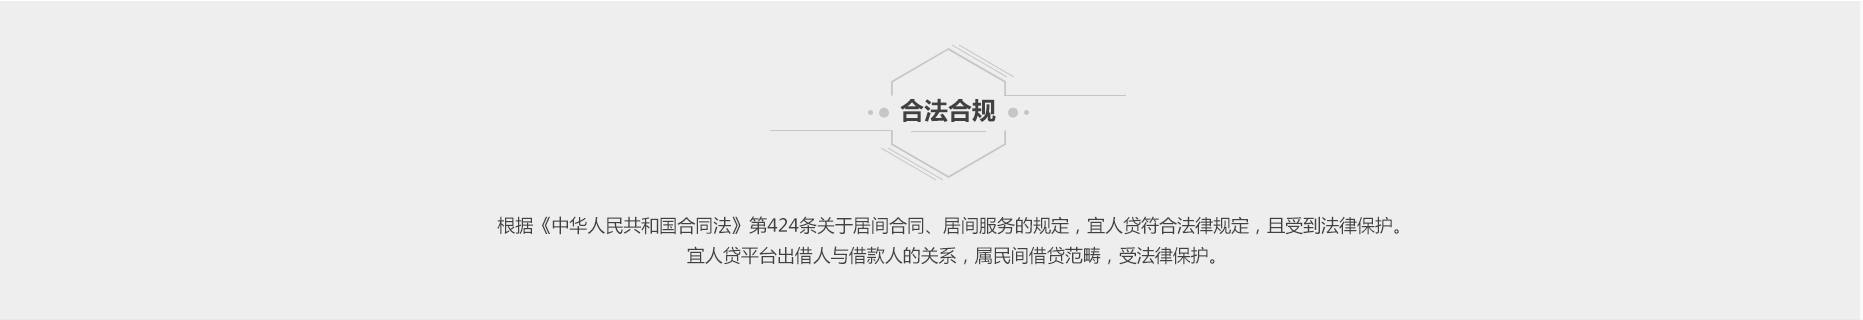 合法合规
根据《中华人民共和国合同法》第424条关于居间合同、居间服务的规定，宜人贷符合法律规定，且受到法律保护。
宜人贷平台出借人与借款人的关系，属民间借贷范畴，受法律保护。